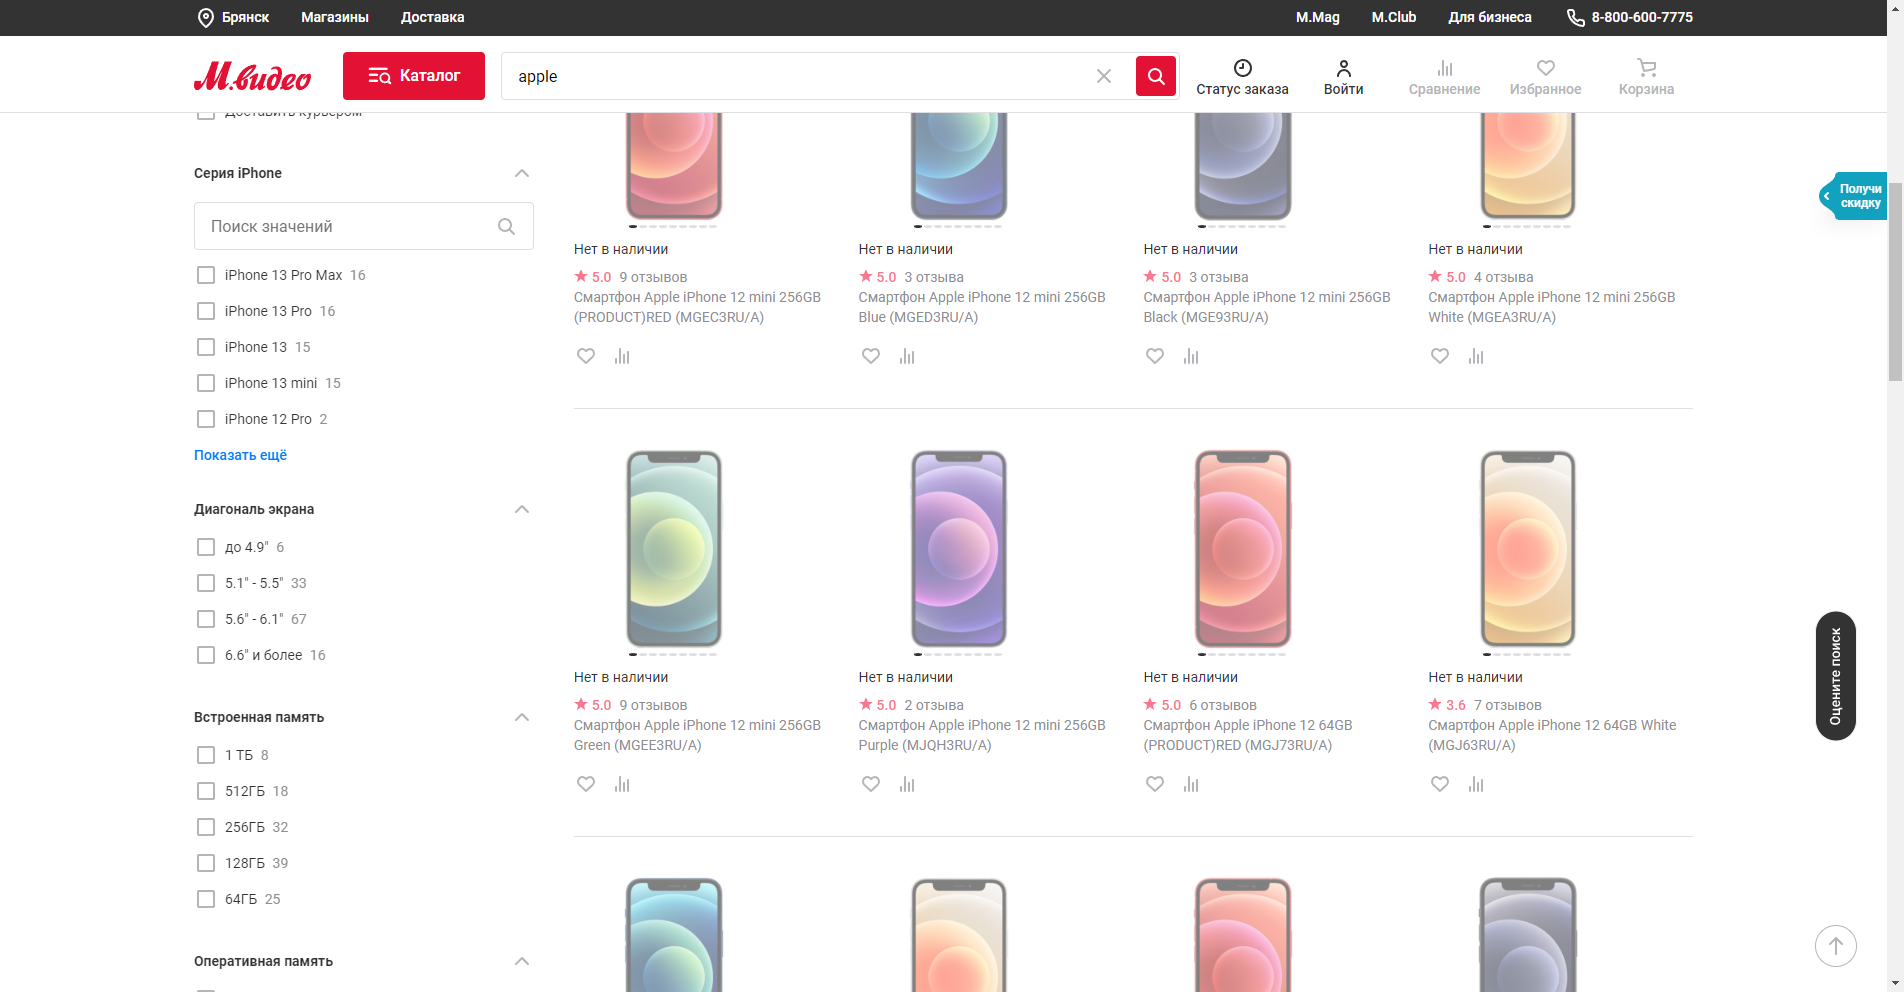 Брянск
Магазины
Доставка
M.Mag
M.Club
Для бизнеса
8-800-600-7775
М.видео
Каталог
apple
Статус заказа
Войти
Сравнение
Избранное
Корзина
Доставить курьером
Серия iPhone
Поиск значений
iPhone 13 Pro Max 16
iPhone 13 Pro 16
iPhone 13 15
iPhone 13 mini 15
iPhone 12 Pro 2
Показать ещё
Диагональ экрана
до 4.9" 6
5.1" - 5.5" 33
5.6" - 6.1" 67
6.6" и более 16
Встроенная память
1 ТБ 8
512ГБ 18
256ГБ 32
128ГБ 39
64ГБ 25
Оперативная память
Нет в наличии
5.0 9 отзывов
Смартфон Apple iPhone 12 mini 256GB
(PRODUCT)RED (MGEC3RU/A)
Нет в наличии
5.0 3 отзыва
Смартфон Apple iPhone 12 mini 256GB
Blue (MGED3RU/A)
Нет в наличии
5.0 3 отзыва
Смартфон Apple iPhone 12 mini 256GB
Black (MGE93RU/A)
Нет в наличии
5.0 4 отзыва
Смартфон Apple iPhone 12 mini 256GB
White (MGEA3RU/A)
Нет в наличии
5.0 9 отзывов
Смартфон Apple iPhone 12 mini 256GB
Green (MGEE3RU/A)
Нет в наличии
5.0 2 отзыва
Смартфон Apple iPhone 12 mini 256GB
Purple (MJQH3RU/A)
Нет в наличии
5.0 6 отзывов
Смартфон Apple iPhone 12 64GB
(PRODUCT)RED (MGJ73RU/A)
Нет в наличии
3.6 7 отзывов
Смартфон Apple iPhone 12 64GB White
(MGJ63RU/A)
Получи
скидку
Оцените поиск